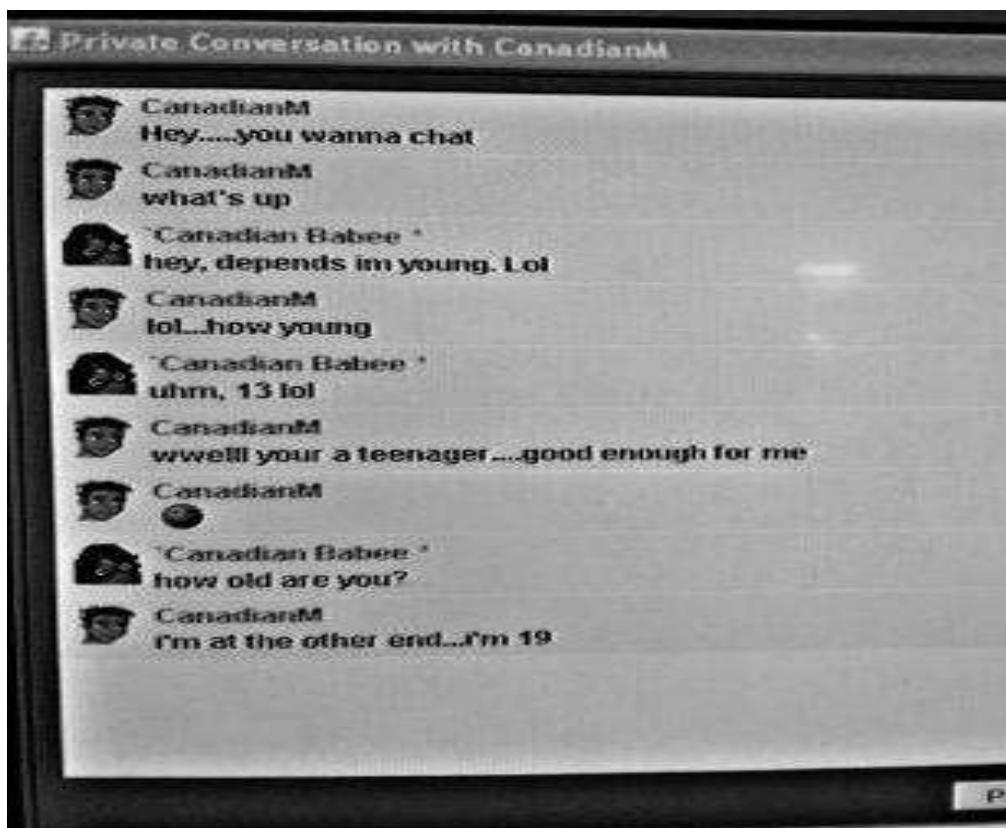 Private Conversation with CanadianM
CanadianM
Hey.....you wanna chat
CanadianM
what's up
`Canadian Babee *
hey, depends im young. Lol
CanadianM
lol...how young
`Canadian Babee *
uhm, 13 lol
CanadianM
wwelll your a teenager....good enough for me
CanadianM
`Canadian Babee *
how old are you?
CanadianM
i'm at the other end...i'm 19
P